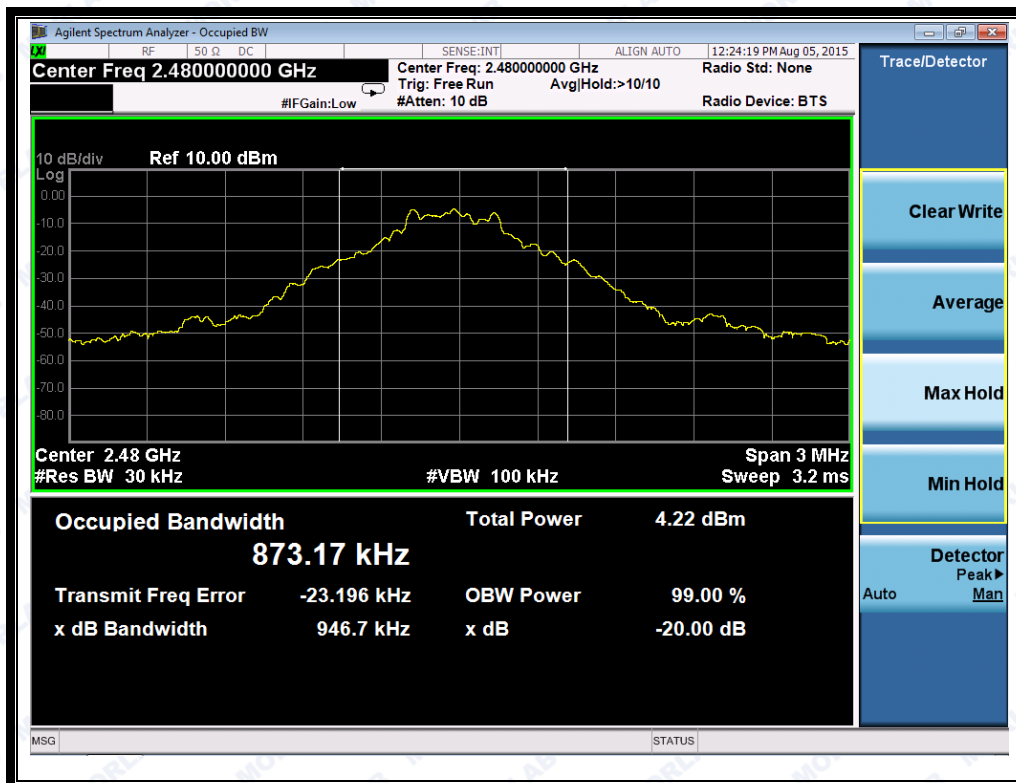 Agilent Spectrum Analyzer - Occupied BW
LXI RF 50 Ω DC SENSE:INT ALIGN AUTO 12:24:19 PM Aug 05, 2015
Center Freq 2.480000000 GHz
#IFGain:Low
Center Freq: 2.480000000 GHz
Trig: Free Run Avg|Hold:>10/10
#Atten: 10 dB
Radio Std: None
Radio Device: BTS
10 dB/div Ref 10.00 dBm
Log
0.00
-10.0
-20.0
-30.0
-40.0
-50.0
-60.0
-70.0
-80.0
Center 2.48 GHz Span 3 MHz
#Res BW 30 kHz #VBW 100 kHz Sweep 3.2 ms
Occupied Bandwidth Total Power 4.22 dBm
873.17 kHz
Transmit Freq Error -23.196 kHz OBW Power 99.00 %
x dB Bandwidth 946.7 kHz x dB -20.00 dB
MSG STATUS
Trace/Detector
Clear Write
Average
Max Hold
Min Hold
Detector
Peak▶
Auto Man